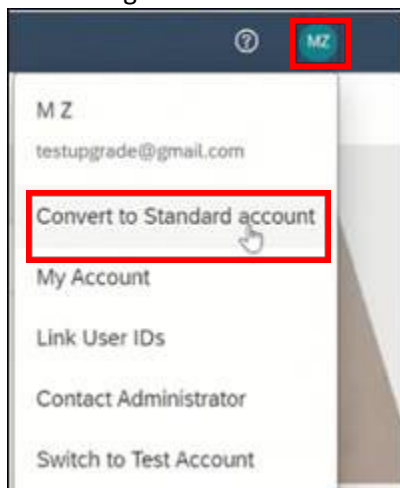 MZ
M Z
testupgrade@gmail.com
Convert to Standard account
My Account
Link User IDs
Contact Administrator
Switch to Test Account